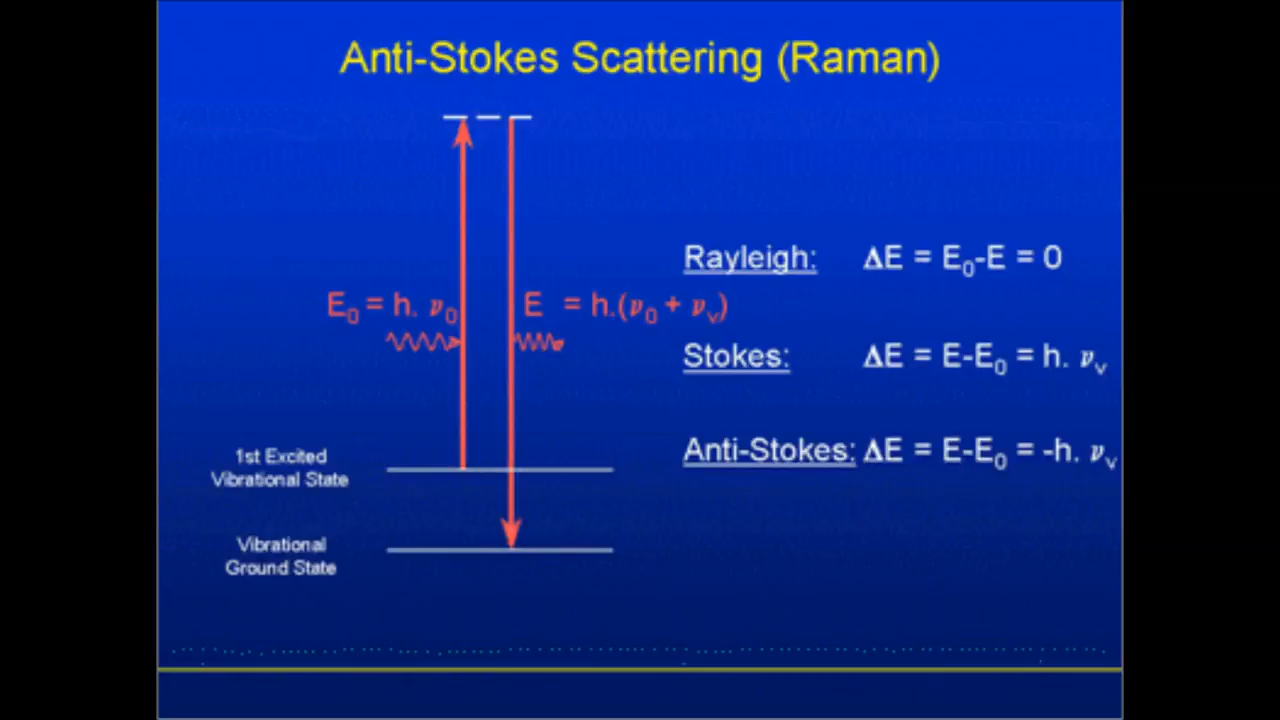 Anti-Stokes Scattering (Raman)
Rayleigh: ΔE = E₀-E = 0
E₀ = h. ν₀ E = h.(ν₀ + νᵥ)
Stokes: ΔE = E-E₀ = h. νᵥ
Anti-Stokes: ΔE = E-E₀ = -h. νᵥ
1st Excited
Vibrational State
Vibrational
Ground State